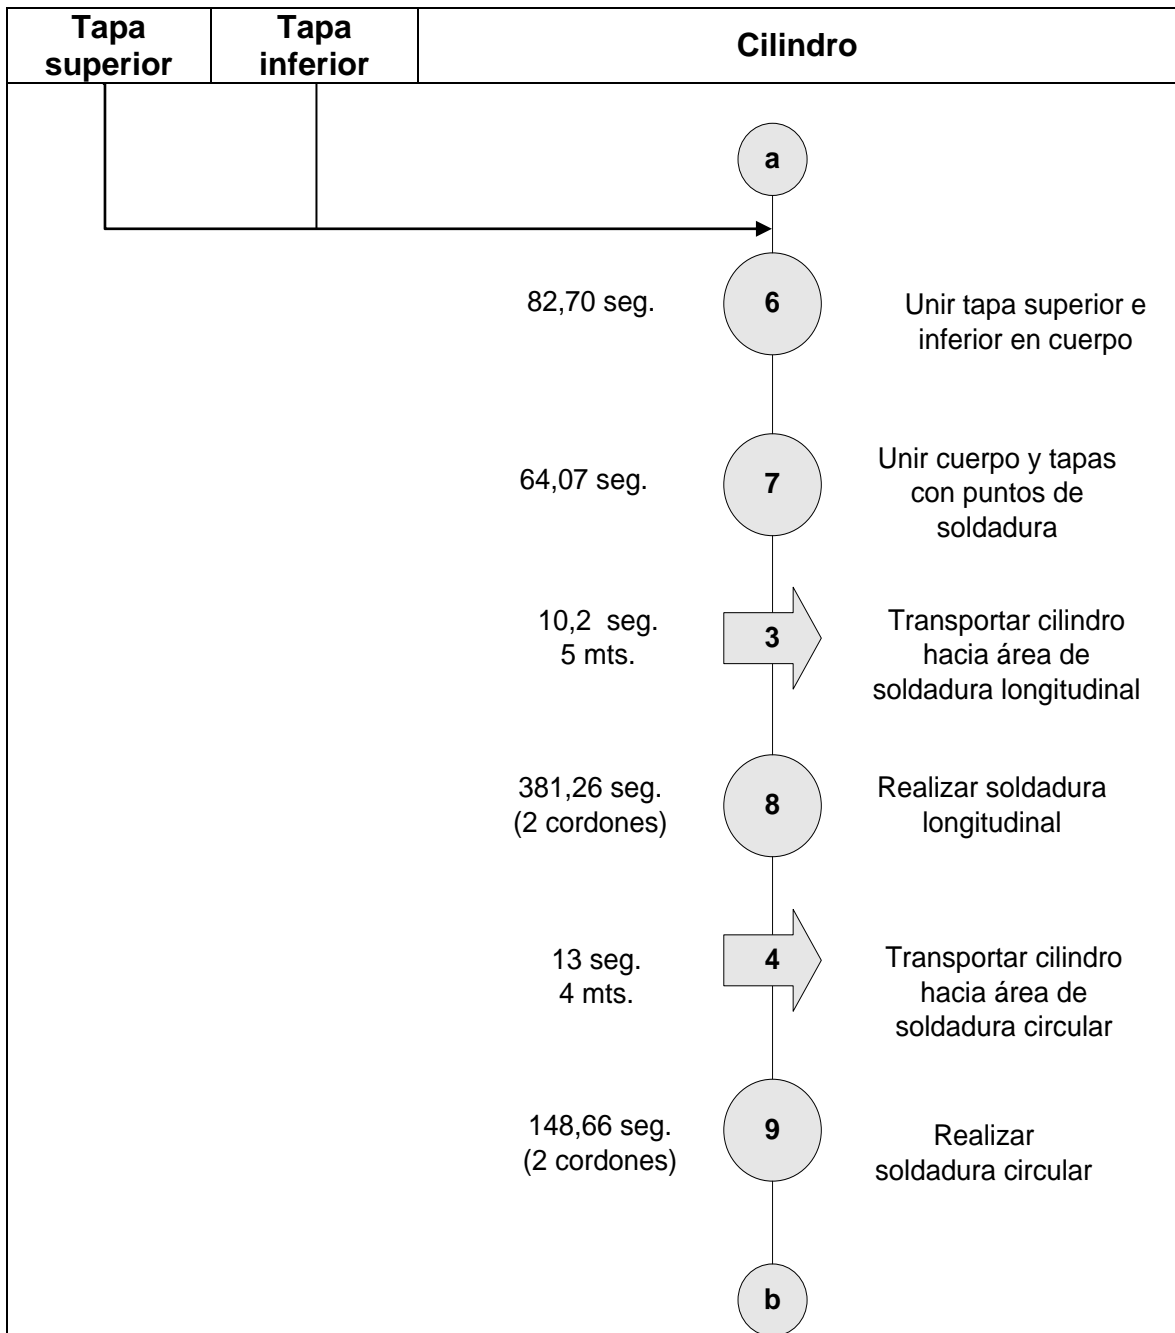 Tapa
superior
Tapa
inferior
Cilindro
a
82,70 seg.
6
Unir tapa superior e
inferior en cuerpo
64,07 seg.
7
Unir cuerpo y tapas
con puntos de
soldadura
10,2 seg.
5 mts.
3
Transportar cilindro
hacia área de
soldadura longitudinal
381,26 seg.
(2 cordones)
8
Realizar soldadura
longitudinal
13 seg.
4 mts.
4
Transportar cilindro
hacia área de
soldadura circular
148,66 seg.
(2 cordones)
9
Realizar
soldadura circular
b